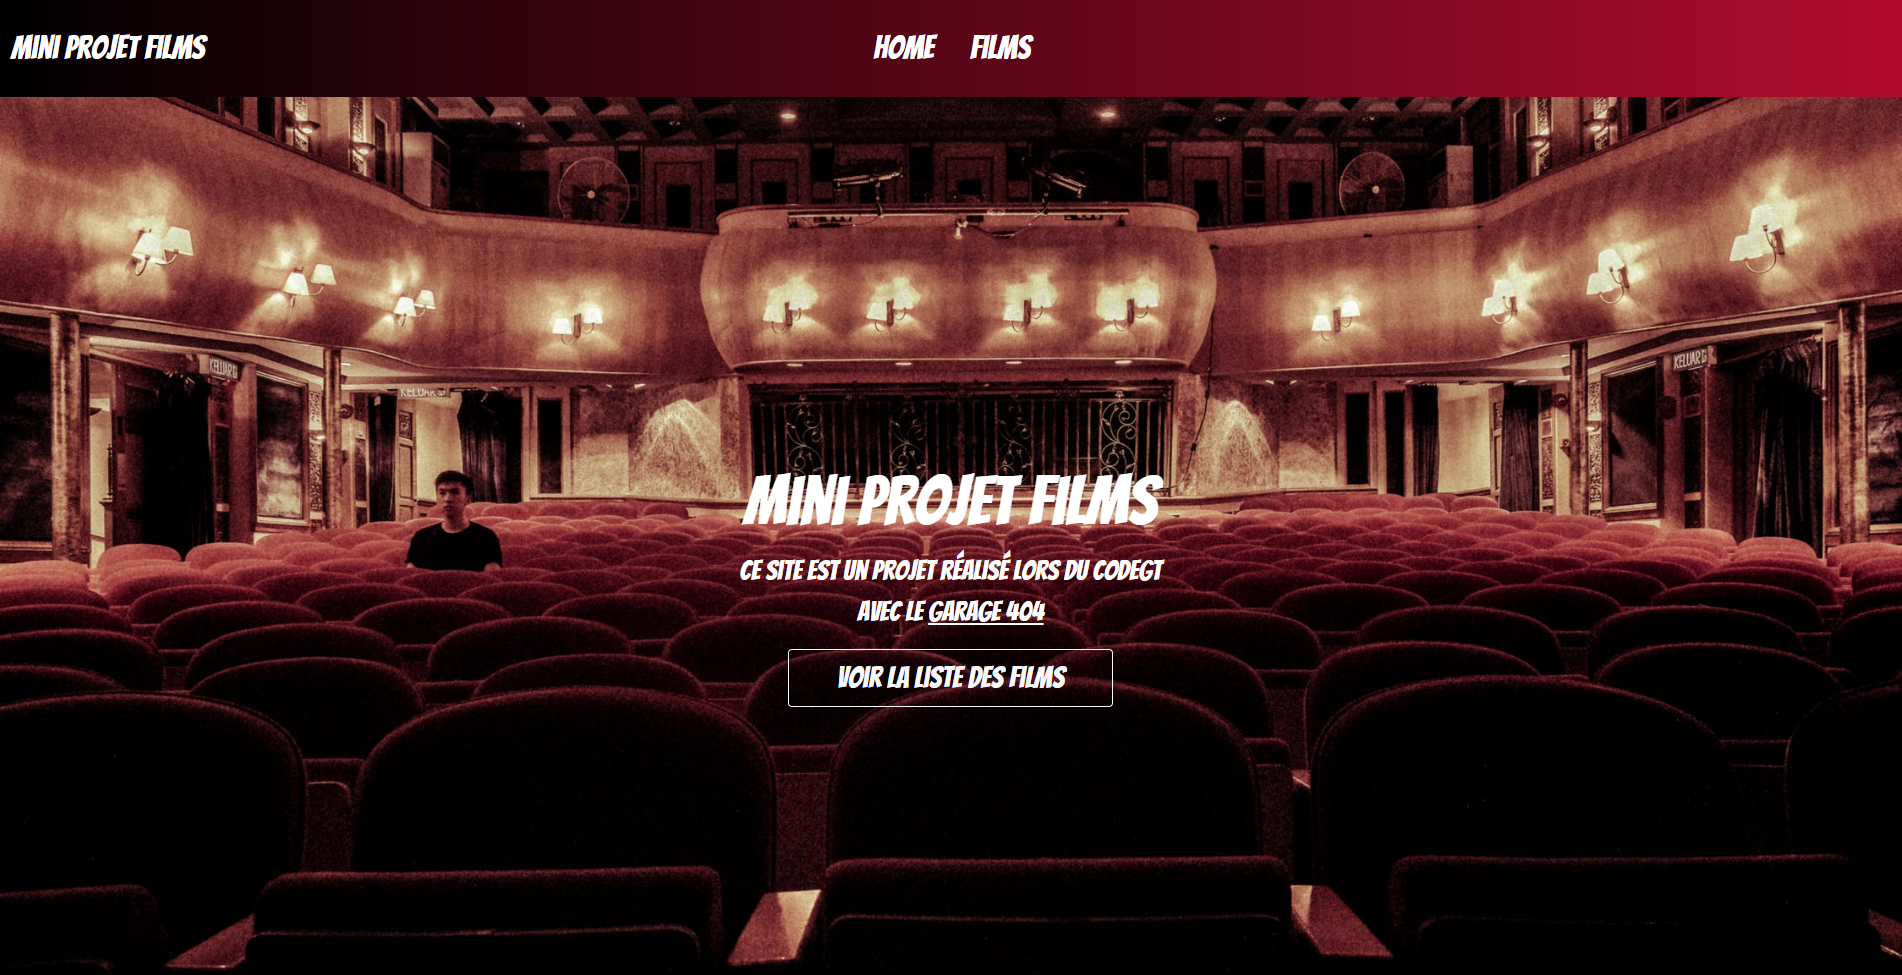 MINI PROJET FILMS
HOME FILMS
KELUAR
KELUAR
KELUAR
MINI PROJET FILMS
CE SITE EST UN PROJET RÉALISÉ LORS DU CODEGT
AVEC LE GARAGE 404
VOIR LA LISTE DES FILMS